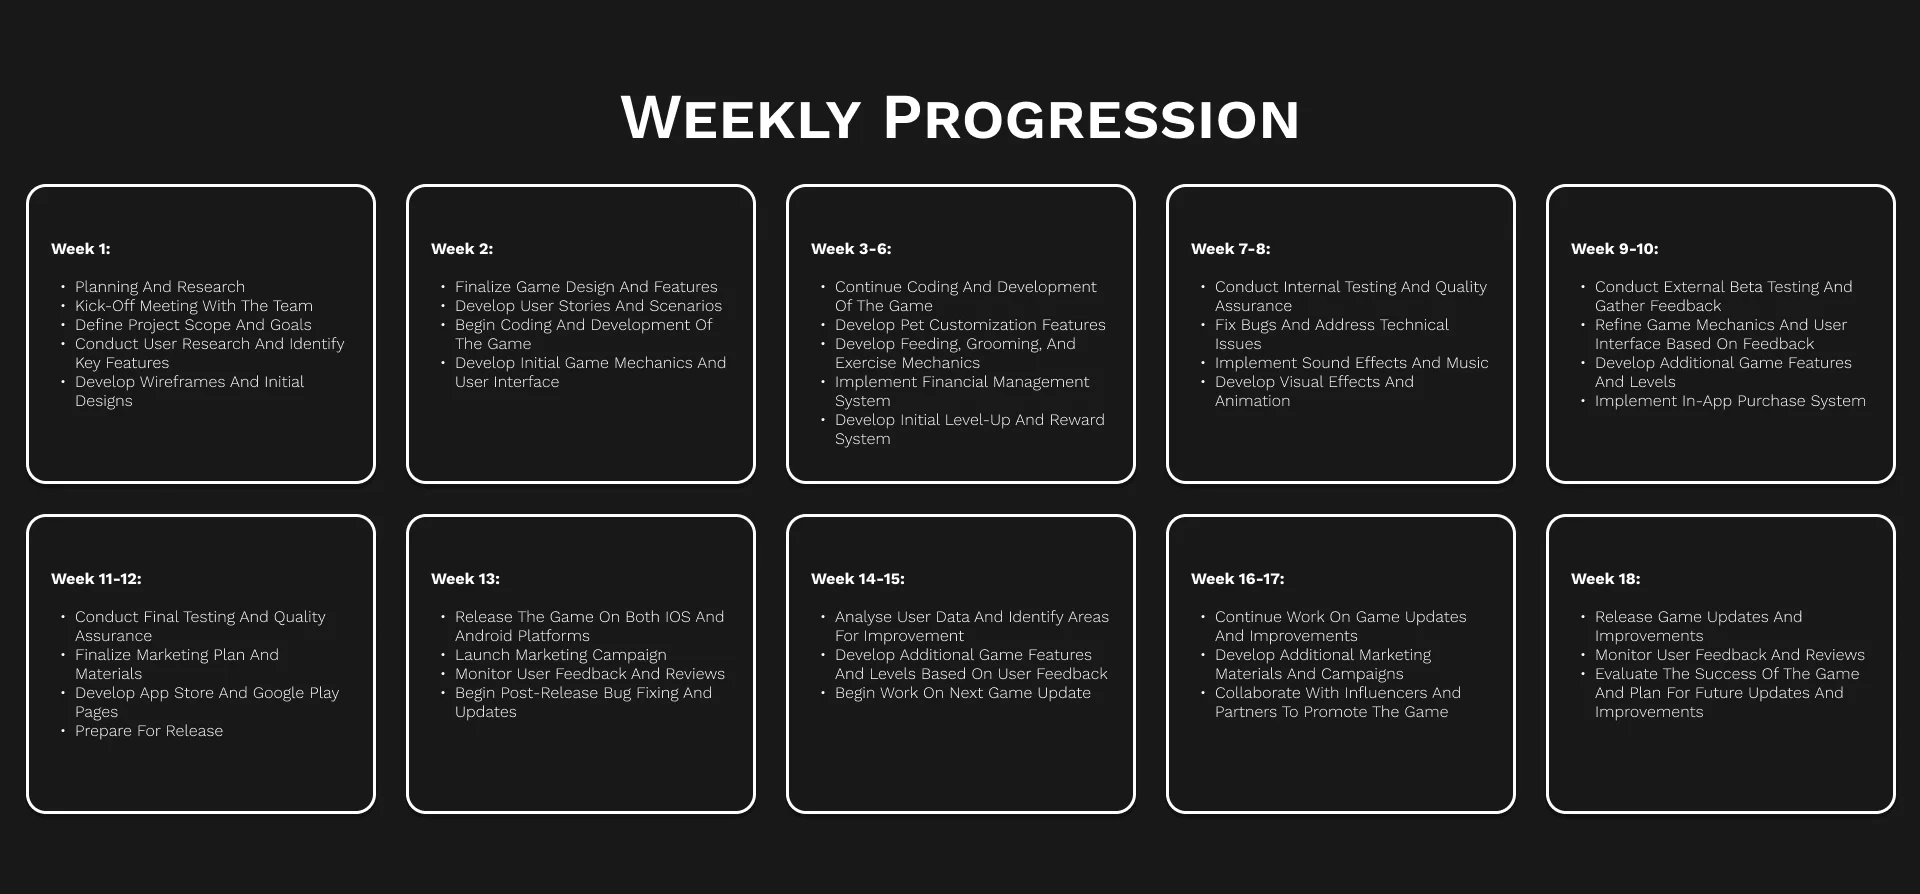 Weekly Progression
Week 1:
• Planning And Research
• Kick-Off Meeting With The Team
• Define Project Scope And Goals
• Conduct User Research And Identify
Key Features
• Develop Wireframes And Initial
Designs
Week 2:
• Finalize Game Design And Features
• Develop User Stories And Scenarios
• Begin Coding And Development Of
The Game
• Develop Initial Game Mechanics And
User Interface
Week 3-6:
• Continue Coding And Development
Of The Game
• Develop Pet Customization Features
• Develop Feeding, Grooming, And
Exercise Mechanics
• Implement Financial Management
System
• Develop Initial Level-Up And Reward
System
Week 7-8:
• Conduct Internal Testing And Quality
Assurance
• Fix Bugs And Address Technical
Issues
• Implement Sound Effects And Music
• Develop Visual Effects And
Animation
Week 9-10:
• Conduct External Beta Testing And
Gather Feedback
• Refine Game Mechanics And User
Interface Based On Feedback
• Develop Additional Game Features
And Levels
• Implement In-App Purchase System
Week 11-12:
• Conduct Final Testing And Quality
Assurance
• Finalize Marketing Plan And
Materials
• Develop App Store And Google Play
Pages
• Prepare For Release
Week 13:
• Release The Game On Both IOS And
Android Platforms
• Launch Marketing Campaign
• Monitor User Feedback And Reviews
• Begin Post-Release Bug Fixing And
Updates
Week 14-15:
• Analyse User Data And Identify Areas
For Improvement
• Develop Additional Game Features
And Levels Based On User Feedback
• Begin Work On Next Game Update
Week 16-17:
• Continue Work On Game Updates
And Improvements
• Develop Additional Marketing
Materials And Campaigns
• Collaborate With Influencers And
Partners To Promote The Game
Week 18:
• Release Game Updates And
Improvements
• Monitor User Feedback And Reviews
• Evaluate The Success Of The Game
And Plan For Future Updates And
Improvements